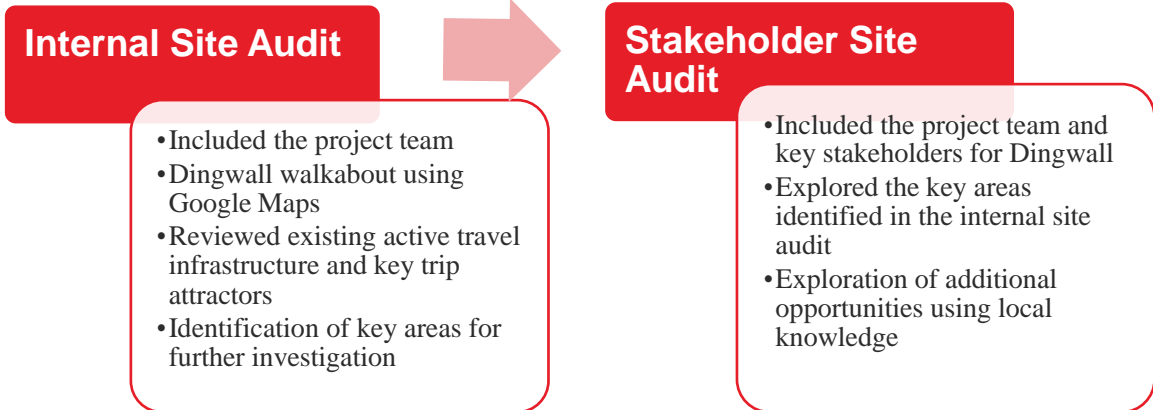 Internal Site Audit
•Included the project team
•Dingwall walkabout using
Google Maps
•Reviewed existing active travel
infrastructure and key trip
attractors
•Identification of key areas for
further investigation
Stakeholder Site
Audit
•Included the project team and
key stakeholders for Dingwall
•Explored the key areas
identified in the internal site
audit
•Exploration of additional
opportunities using local
knowledge